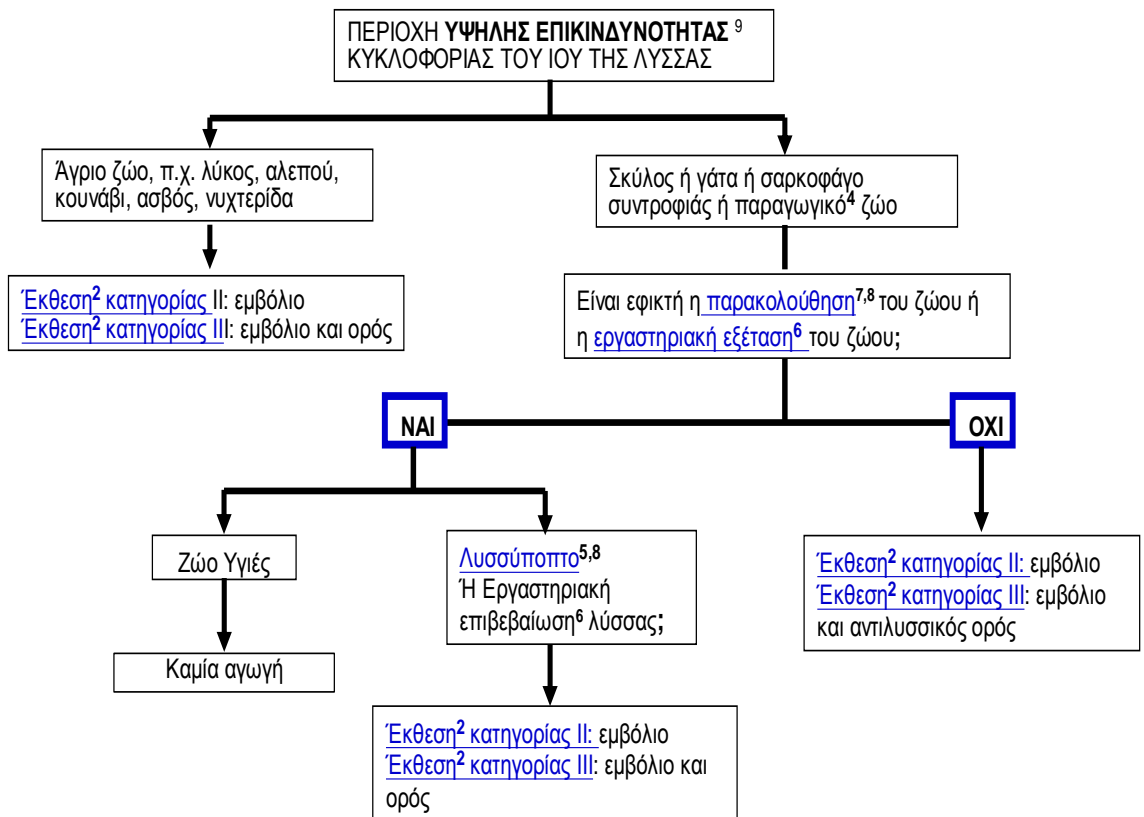 ΠΕΡΙΟΧΗ ΥΨΗΛΗΣ ΕΠΙΚΙΝΔΥΝΟΤΗΤΑΣ 9
ΚΥΚΛΟΦΟΡΙΑΣ ΤΟΥ ΙΟΥ ΤΗΣ ΛΥΣΣΑΣ
Άγριο ζώο, π.χ. λύκος, αλεπού,
κουνάβι, ασβός, νυχτερίδα
Σκύλος ή γάτα ή σαρκοφάγο
συντροφιάς ή παραγωγικό4 ζώο
Έκθεση2 κατηγορίας ΙΙ: εμβόλιο
Έκθεση2 κατηγορίας ΙΙΙ: εμβόλιο και ορός
Είναι εφικτή η παρακολούθηση7,8 του ζώου ή
η εργαστηριακή εξέταση6 του ζώου;
ΝΑΙ
ΟΧΙ
Ζώο Υγιές
Λυσσύποπτο5,8
Ή Εργαστηριακή
επιβεβαίωση6 λύσσας;
Έκθεση2 κατηγορίας ΙΙ: εμβόλιο
Έκθεση2 κατηγορίας ΙΙΙ: εμβόλιο
και αντιλυσσικός ορός
Καμία αγωγή
Έκθεση2 κατηγορίας ΙΙ: εμβόλιο
Έκθεση2 κατηγορίας ΙΙΙ: εμβόλιο και
ορός